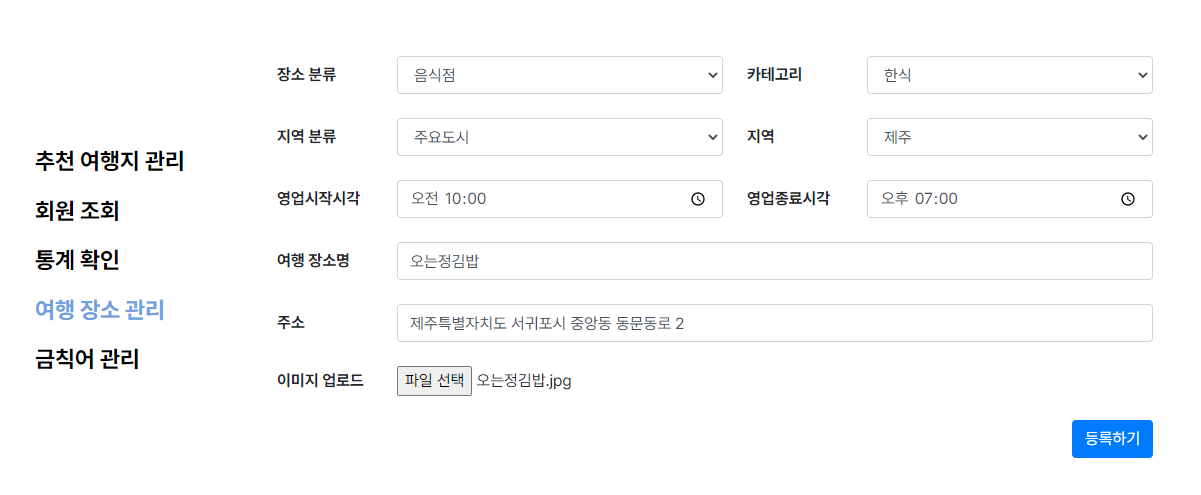 추천 여행지 관리
회원 조회
통계 확인
여행 장소 관리
금칙어 관리
장소 분류 음식점 카테고리 한식
지역 분류 주요도시 지역 제주
영업시작시각 오전 10:00 영업종료시각 오후 07:00
여행 장소명 오는정김밥
주소 제주특별자치도 서귀포시 중앙동 동문동로 2
이미지 업로드 파일 선택 오는정김밥.jpg
등록하기